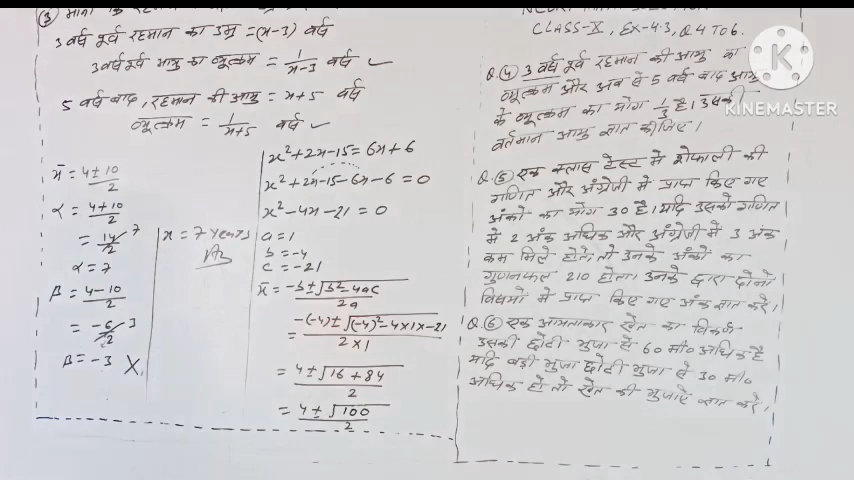 3 वर्ष पूर्व रहमान का उम्र = (x-3) वर्ष
3 वर्ष पूर्व आयु का व्युत्क्रम = 1/(x-3) वर्ष ✓
5 वर्ष बाद, रहमान की आयु = x+5 वर्ष
व्युत्क्रम = 1/(x+5) वर्ष ✓
x̄ = (4±10)/2
α = (4+10)/2
= 14/2 7
α = 7
β = (4-10)/2
= -6/2 3
β = -3 X
x = 7 years
Ans
x²+2x-15 = 6x+6
x²+2x-15-6x-6 = 0
x²-4x-21 = 0
a = 1
b = -4
c = -21
x̄ = (-b±√(b²-4ac))/2a
= (-(-4)±√((-4)²-4×1×-21))/(2×1)
= (4±√(16+84))/2
= (4±√100)/2
CLASS-X, EX-4.3, Q 4 TO 6.
Q.(4) 3 वर्ष पूर्व रहमान की आयु का
व्युत्क्रम और अब से 5 वर्ष बाद आयु
के व्युत्क्रम का योग 1/3 है। उसकी
वर्तमान आयु ज्ञात कीजिए।
Q.(5) एक क्लास टेस्ट में शेफाली की
गणित और अंग्रेजी में प्राप्त किए गए
अंकों का योग 30 है। यदि उसको गणित
में 2 अंक अधिक और अंग्रेजी में 3 अंक
कम मिले होते, तो उनके अंकों का
गुणनफल 210 होता। उनके द्वारा दोनों
विषयों में प्राप्त किए गए अंक ज्ञात करें।
Q.(6) एक आयताकार खेत का विकर्ण
उसकी छोटी भुजा से 60 मी० अधिक है
यदि बड़ी भुजा छोटी भुजा से 30 मी०
अधिक हो तो खेत की भुजाएँ ज्ञात करें।
KINEMASTER